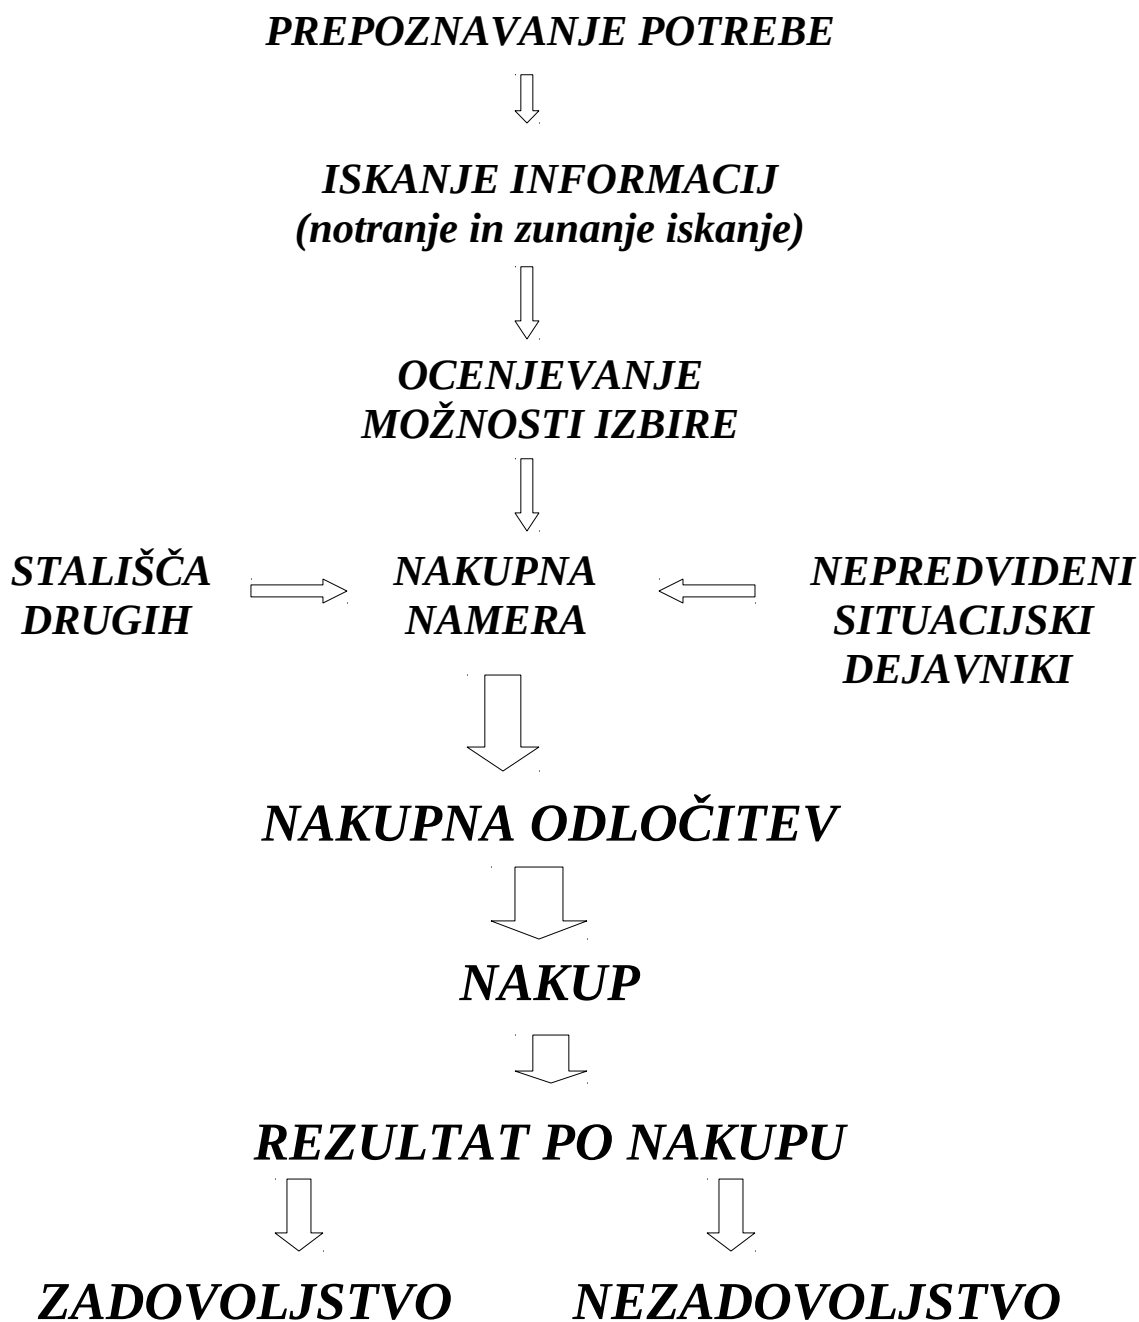 PREPOZNAVANJE POTREBE
ISKANJE INFORMACIJ
(notranje in zunanje iskanje)
OCENJEVANJE
MOŽNOSTI IZBIRE
STALIŠČA
DRUGIH
NAKUPNA
NAMERA
NEPREDVIDENI
SITUACIJSKI
DEJAVNIKI
NAKUPNA ODLOČITEV
NAKUP
REZULTAT PO NAKUPU
ZADOVOLJSTVO
NEZADOVOLJSTVO